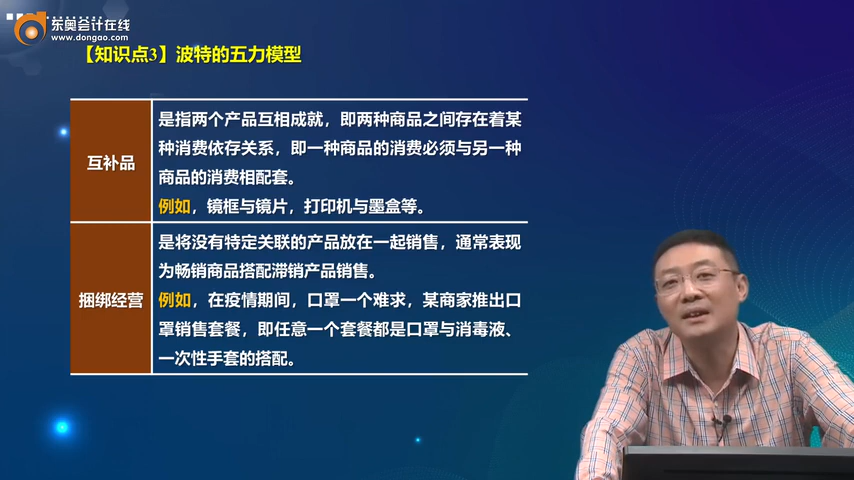 东奥会计在线
www.dongao.com
【知识点3】波特的五力模型
互补品
是指两个产品互相成就，即两种商品之间存在着某
种消费依存关系，即一种商品的消费必须与另一种
商品的消费相配套。
例如，镜框与镜片，打印机与墨盒等。
捆绑经营
是将没有特定关联的产品放在一起销售，通常表现
为畅销商品搭配滞销产品销售。
例如，在疫情期间，口罩一个难求，某商家推出口
罩销售套餐，即任意一个套餐都是口罩与消毒液、
一次性手套的搭配。